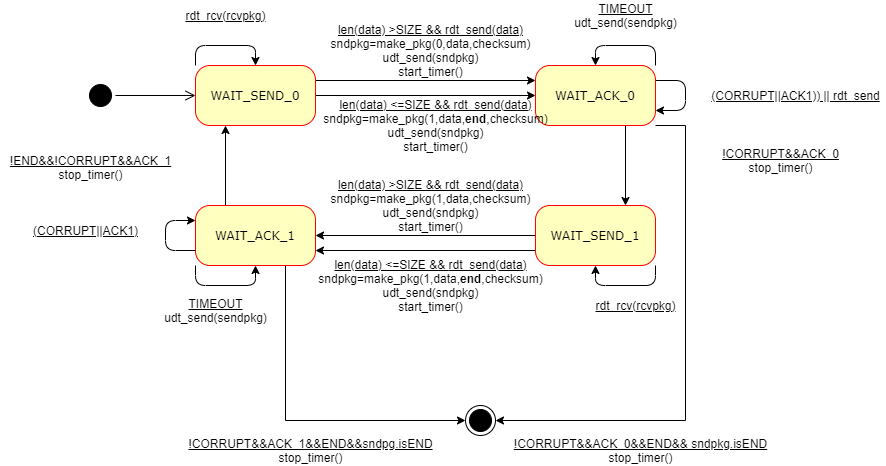 rdt_rcv(rcvpkg)
len(data) >SIZE && rdt_send(data)
sndpkg=make_pkg(0,data,checksum)
udt_send(sndpkg)
start_timer()
TIMEOUT
udt_send(sendpkg)
WAIT_SEND_0
WAIT_ACK_0
(CORRUPT||ACK1)) || rdt_send
len(data) <=SIZE && rdt_send(data)
sndpkg=make_pkg(1,data,end,checksum)
udt_send(sndpkg)
start_timer()
!END&&!CORRUPT&&ACK_1
stop_timer()
!CORRUPT&&ACK_0
stop_timer()
len(data) >SIZE && rdt_send(data)
sndpkg=make_pkg(1,data,checksum)
udt_send(sndpkg)
start_timer()
(CORRUPT||ACK1)
WAIT_ACK_1
WAIT_SEND_1
len(data) <=SIZE && rdt_send(data)
sndpkg=make_pkg(1,data,end,checksum)
udt_send(sndpkg)
start_timer()
TIMEOUT
udt_send(sendpkg)
rdt_rcv(rcvpkg)
!CORRUPT&&ACK_1&&END&&sndpg.isEND
stop_timer()
!CORRUPT&&ACK_0&&END&& sndpkg.isEND
stop_timer()